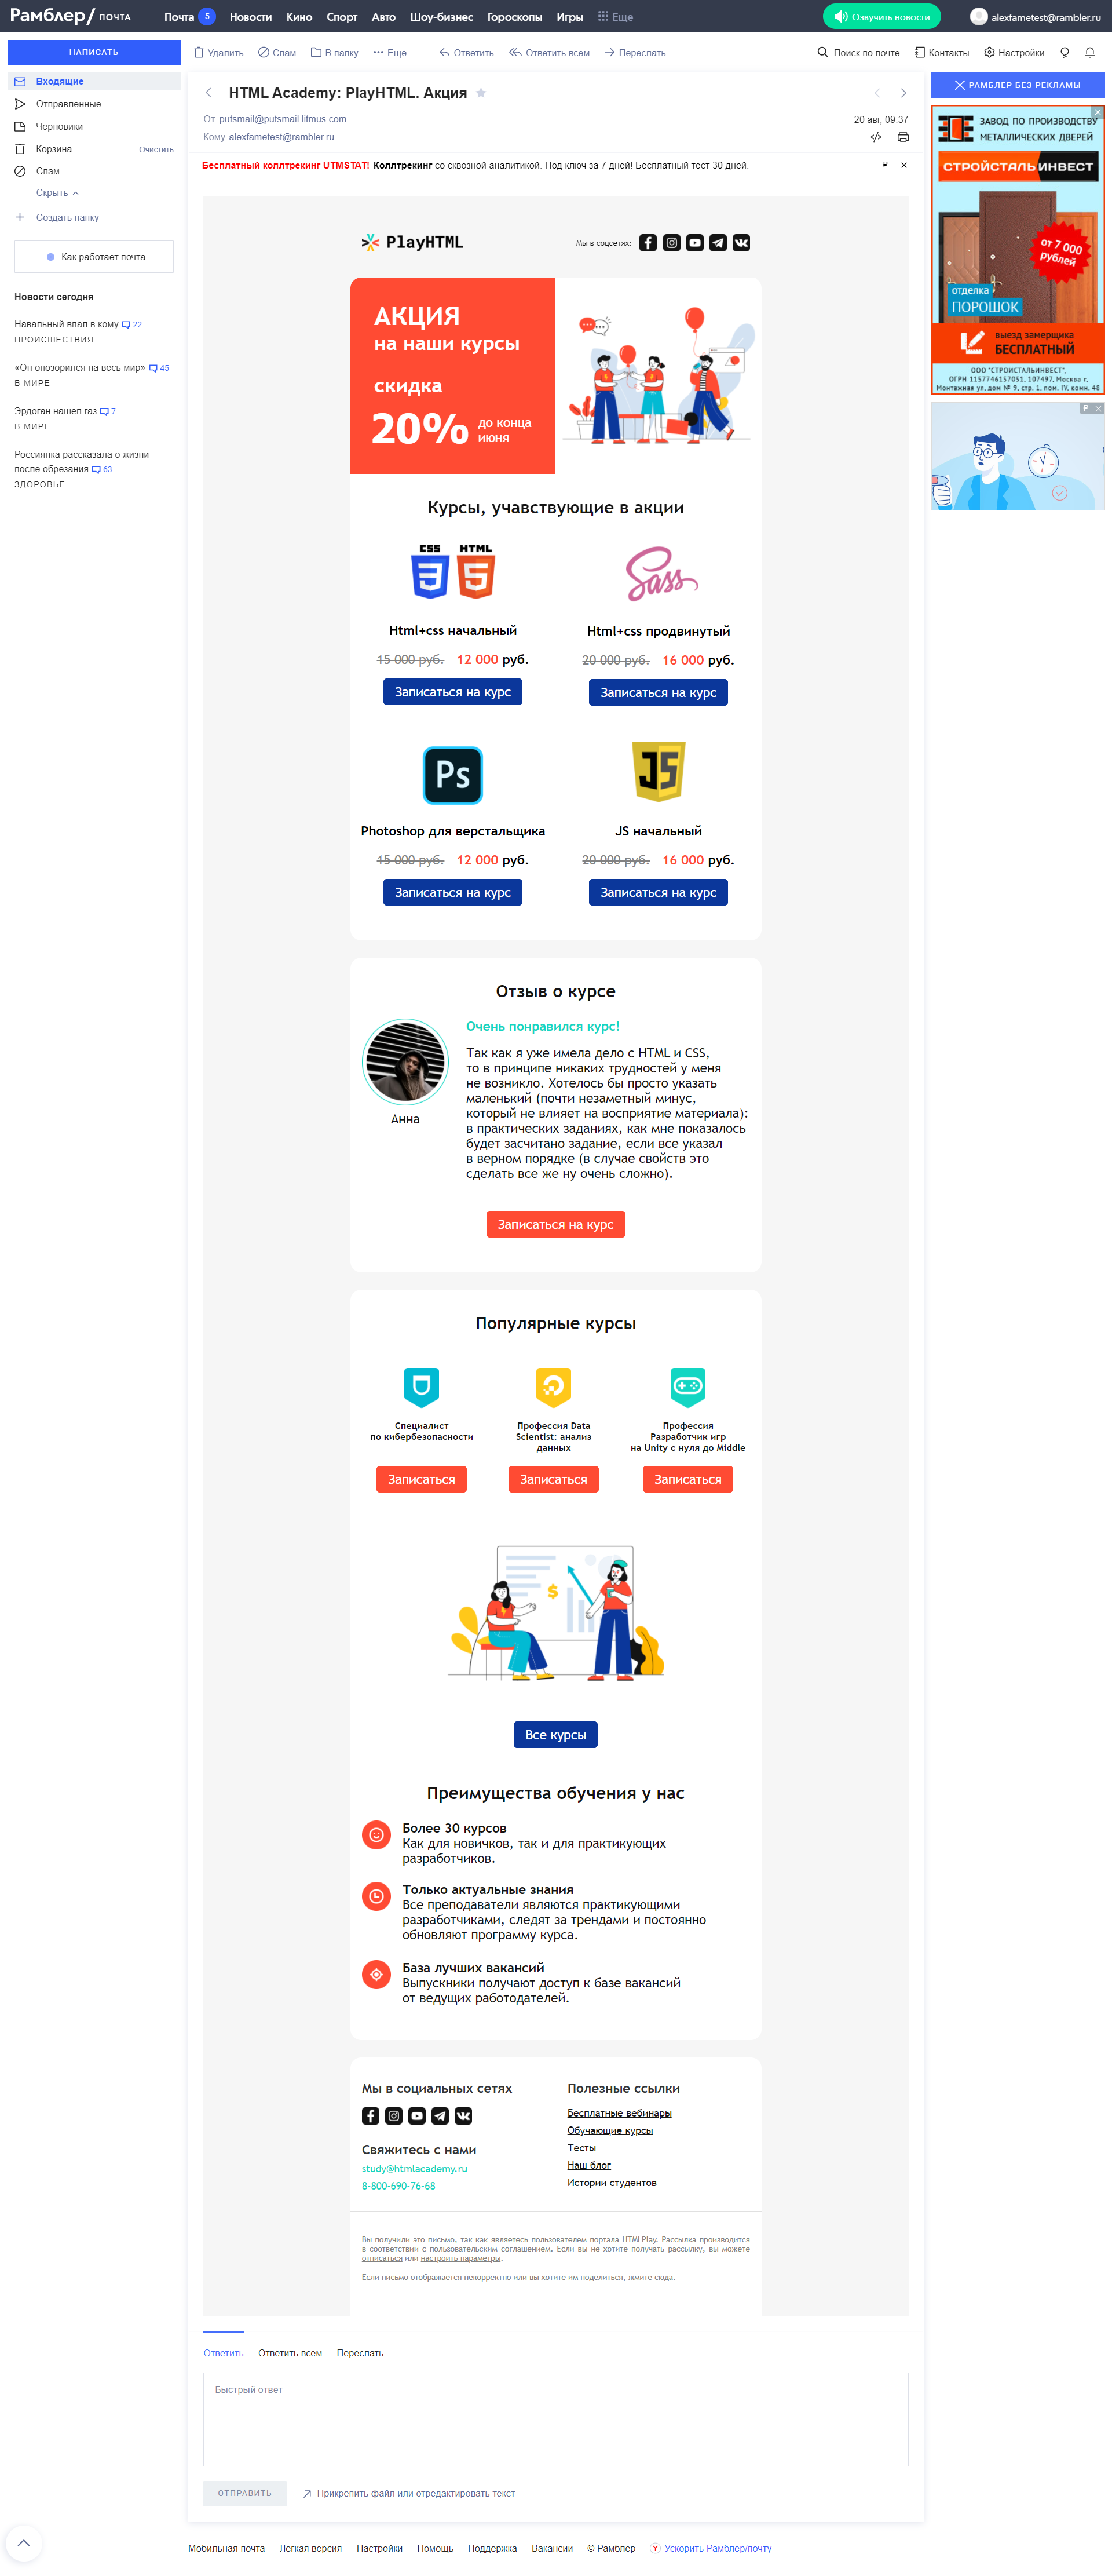 Рамблер/ ПОЧТА
Почта 5 Новости Кино Спорт Авто Шоу-бизнес Гороскопы Игры Еще
Озвучить новости
alexfametest@rambler.ru
НАПИСАТЬ
Удалить Спам В папку Ещё Ответить Ответить всем Переслать
Поиск по почте Контакты Настройки
Входящие
Отправленные
Черновики
Корзина Очистить
Спам
Скрыть
Создать папку
Как работает почта
Новости сегодня
Навальный впал в кому 22
ПРОИСШЕСТВИЯ
«Он опозорился на весь мир» 45
В МИРЕ
Эрдоган нашел газ 7
В МИРЕ
Россиянка рассказала о жизни
после обрезания 63
ЗДОРОВЬЕ
HTML Academy: PlayHTML. Акция
От putsmail@putsmail.litmus.com
20 авг, 09:37
Кому alexfametest@rambler.ru
Бесплатный коллтрекинг UTMSTAT! Коллтрекинг со сквозной аналитикой. Под ключ за 7 дней! Бесплатный тест 30 дней.
₽
PlayHTML
Мы в соцсетях:
АКЦИЯ
на наши курсы
скидка
20% до конца
июня
Курсы, учавствующие в акции
CSS HTML
3 5
Sass
Html+css начальный
Html+css продвинутый
15 000 руб. 12 000 руб.
20 000 руб. 16 000 руб.
Записаться на курс
Записаться на курс
Ps
JS
Photoshop для верстальщика
JS начальный
15 000 руб. 12 000 руб.
20 000 руб. 16 000 руб.
Записаться на курс
Записаться на курс
Отзыв о курсе
Очень понравился курс!
Анна
Так как я уже имела дело с HTML и CSS,
то в принципе никаких трудностей у меня
не возникло. Хотелось бы просто указать
маленький (почти незаметный минус,
который не влияет на восприятие материала):
в практических заданиях, как мне показалось
будет засчитано задание, если все указал
в верном порядке (в случае свойств это
сделать все же ну очень сложно).
Записаться на курс
Популярные курсы
Специалист
по кибербезопасности
Профессия Data
Scientist: анализ
данных
Профессия
Разработчик игр
на Unity с нуля до Middle
Записаться
Записаться
Записаться
$
Все курсы
Преимущества обучения у нас
Более 30 курсов
Как для новичков, так и для практикующих
разработчиков.
Только актуальные знания
Все преподаватели являются практикующими
разработчиками, следят за трендами и постоянно
обновляют программу курса.
База лучших вакансий
Выпускники получают доступ к базе вакансий
от ведущих работодателей.
Мы в социальных сетях
Свяжитесь с нами
study@htmlacademy.ru
8-800-690-76-68
Полезные ссылки
Бесплатные вебинары
Обучающие курсы
Тесты
Наш блог
Истории студентов
Вы получили это письмо, так как являетесь пользователем портала HTMLPlay. Рассылка производится
в соответствии с пользовательским соглашением. Если вы не хотите получать рассылку, вы можете
отписаться или настроить параметры.
Если письмо отображается некорректно или вы хотите им поделиться, жмите сюда.
Ответить Ответить всем Переслать
Быстрый ответ
ОТПРАВИТЬ
Прикрепить файл или отредактировать текст
Мобильная почта Легкая версия Настройки Помощь Поддержка Вакансии © Рамблер Ускорить Рамблер/почту
РАМБЛЕР БЕЗ РЕКЛАМЫ
ЗАВОД ПО ПРОИЗВОДСТВУ
МЕТАЛЛИЧЕСКИХ ДВЕРЕЙ
СТРОЙСТАЛЬ ИНВЕСТ
от 7 000
рублей
отделка
ПОРОШОК
выезд замерщика
БЕСПЛАТНЫЙ
ООО "СТРОИСТАЛЬИНВЕСТ",
ОГРН 1157746157051, 107497, Москва г,
Монтажная ул, дом № 9, стр. 1, пом. IV, комн. 48
₽